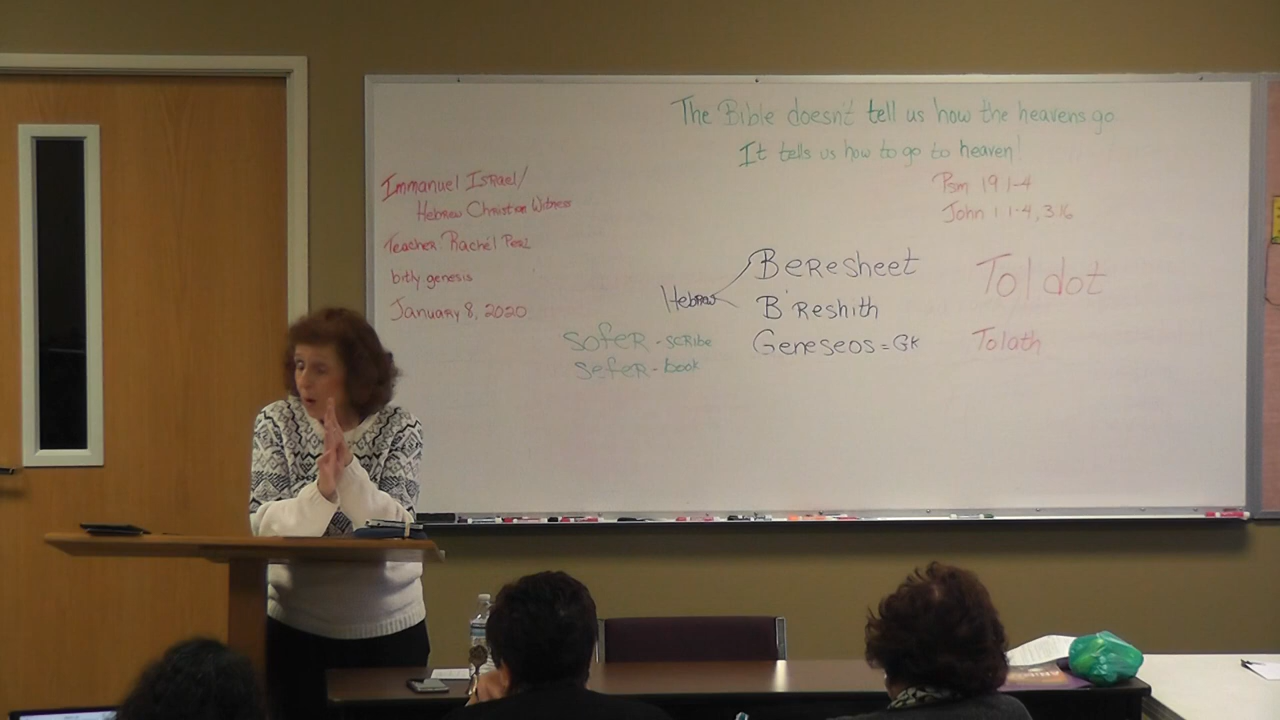 The Bible doesn't tell us how the heavens go
It tells us how to go to heaven!
Psm 19 1-4
John 1 1-4, 3:16
Immanuel Israel/
Hebrew Christian Witness
Teacher: Rachél
bitly genesis
January 8, 2020
Hebrew
Beresheet
B'Reshith
Geneseos = GK
Sofer - scribe
Sefer - book
Toldot
Tolath